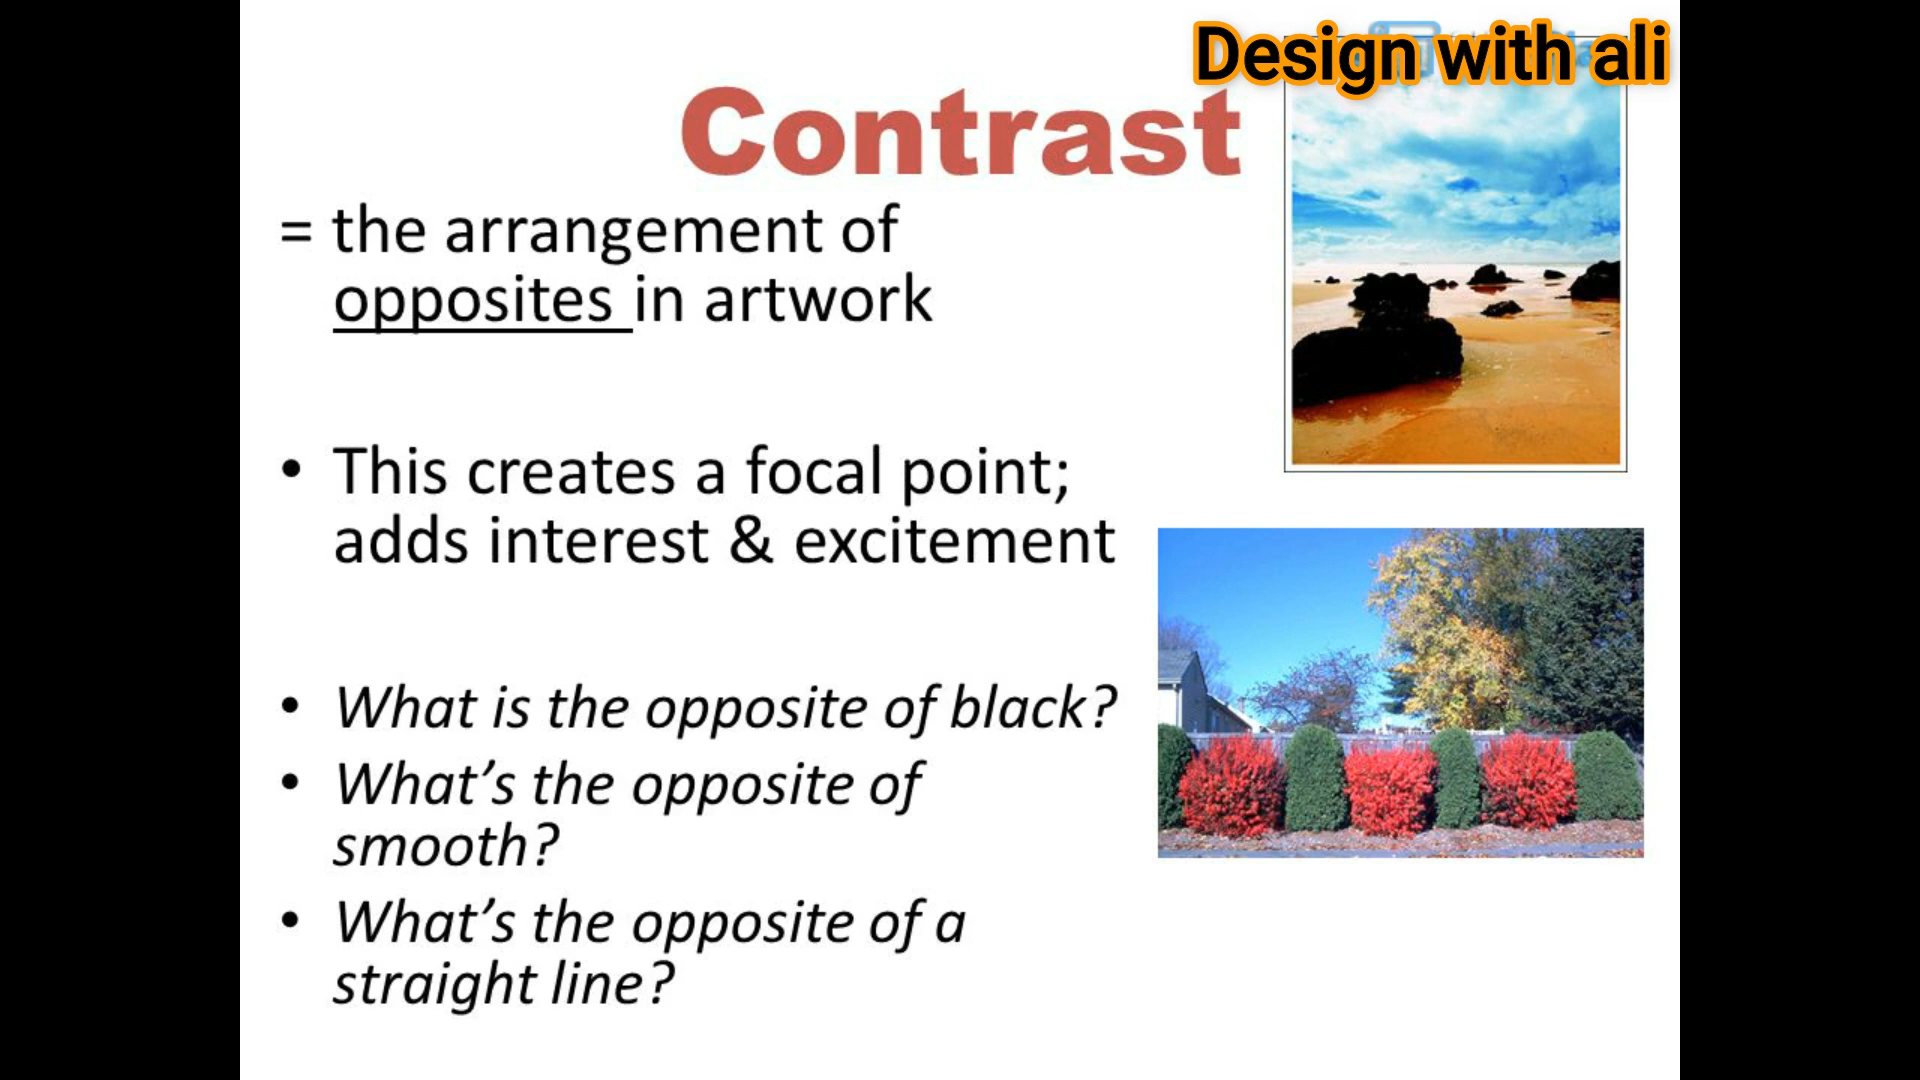 Design with ali
Contrast
= the arrangement of
opposites in artwork
• This creates a focal point;
adds interest & excitement
• What is the opposite of black?
• What's the opposite of
smooth?
• What's the opposite of a
straight line?